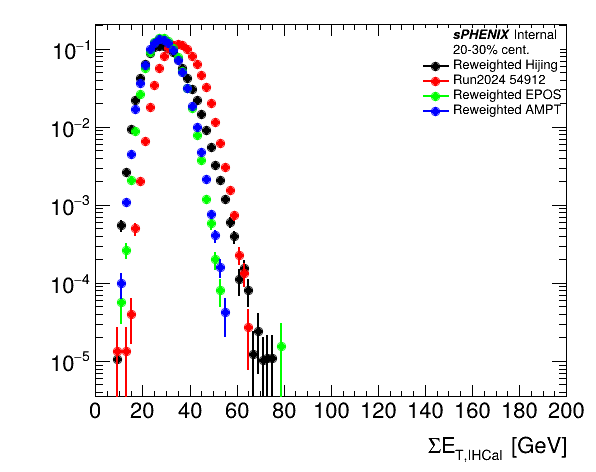 sPHENIX Internal
20-30% cent.
Reweighted Hijing
Run2024 54912
Reweighted EPOS
Reweighted AMPT
10⁻¹
10⁻²
10⁻³
10⁻⁴
10⁻⁵
0 20 40 60 80 100 120 140 160 180 200
ΣE_T,IHCal [GeV]